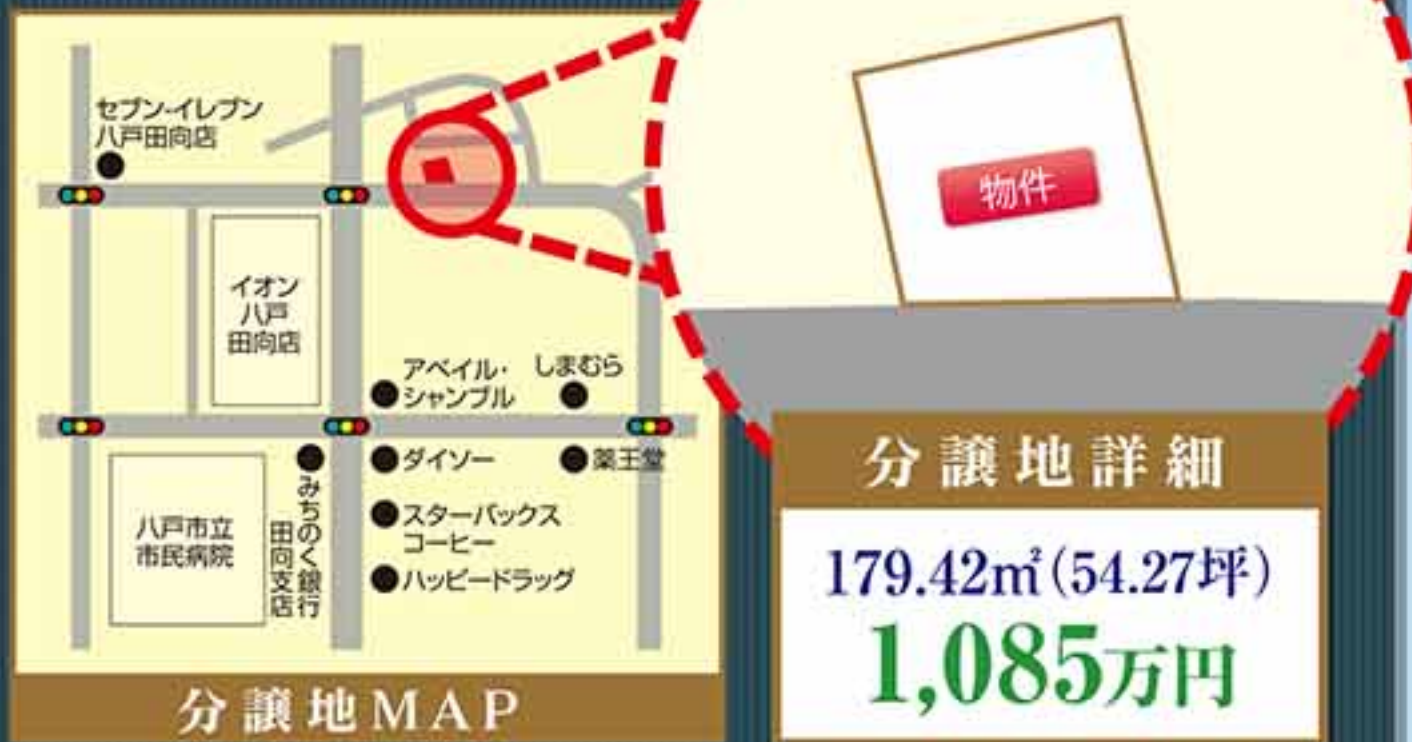 セブン-イレブン
八戸田向店
イオン
八戸
田向店
アベイル・
シャンブル
しまむら
ダイソー
薬王堂
スターバックス
コーヒー
ハッピードラッグ
みちのく銀行
田向支店
八戸市立
市民病院
分譲地MAP
物件
分譲地詳細
179.42㎡(54.27坪)
1,085万円